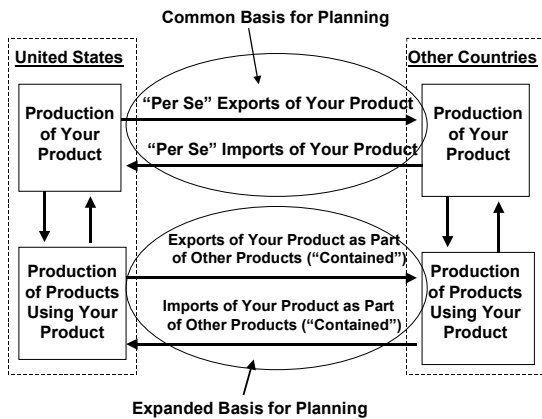 Common Basis for Planning
United States
Other Countries
Production
of Your
Product
“Per Se” Exports of Your Product
“Per Se” Imports of Your Product
Production
of Your
Product
Production
of Products
Using Your
Product
Exports of Your Product as Part
of Other Products (“Contained”)
Imports of Your Product as Part
of Other Products (“Contained”)
Production
of Products
Using Your
Product
Expanded Basis for Planning